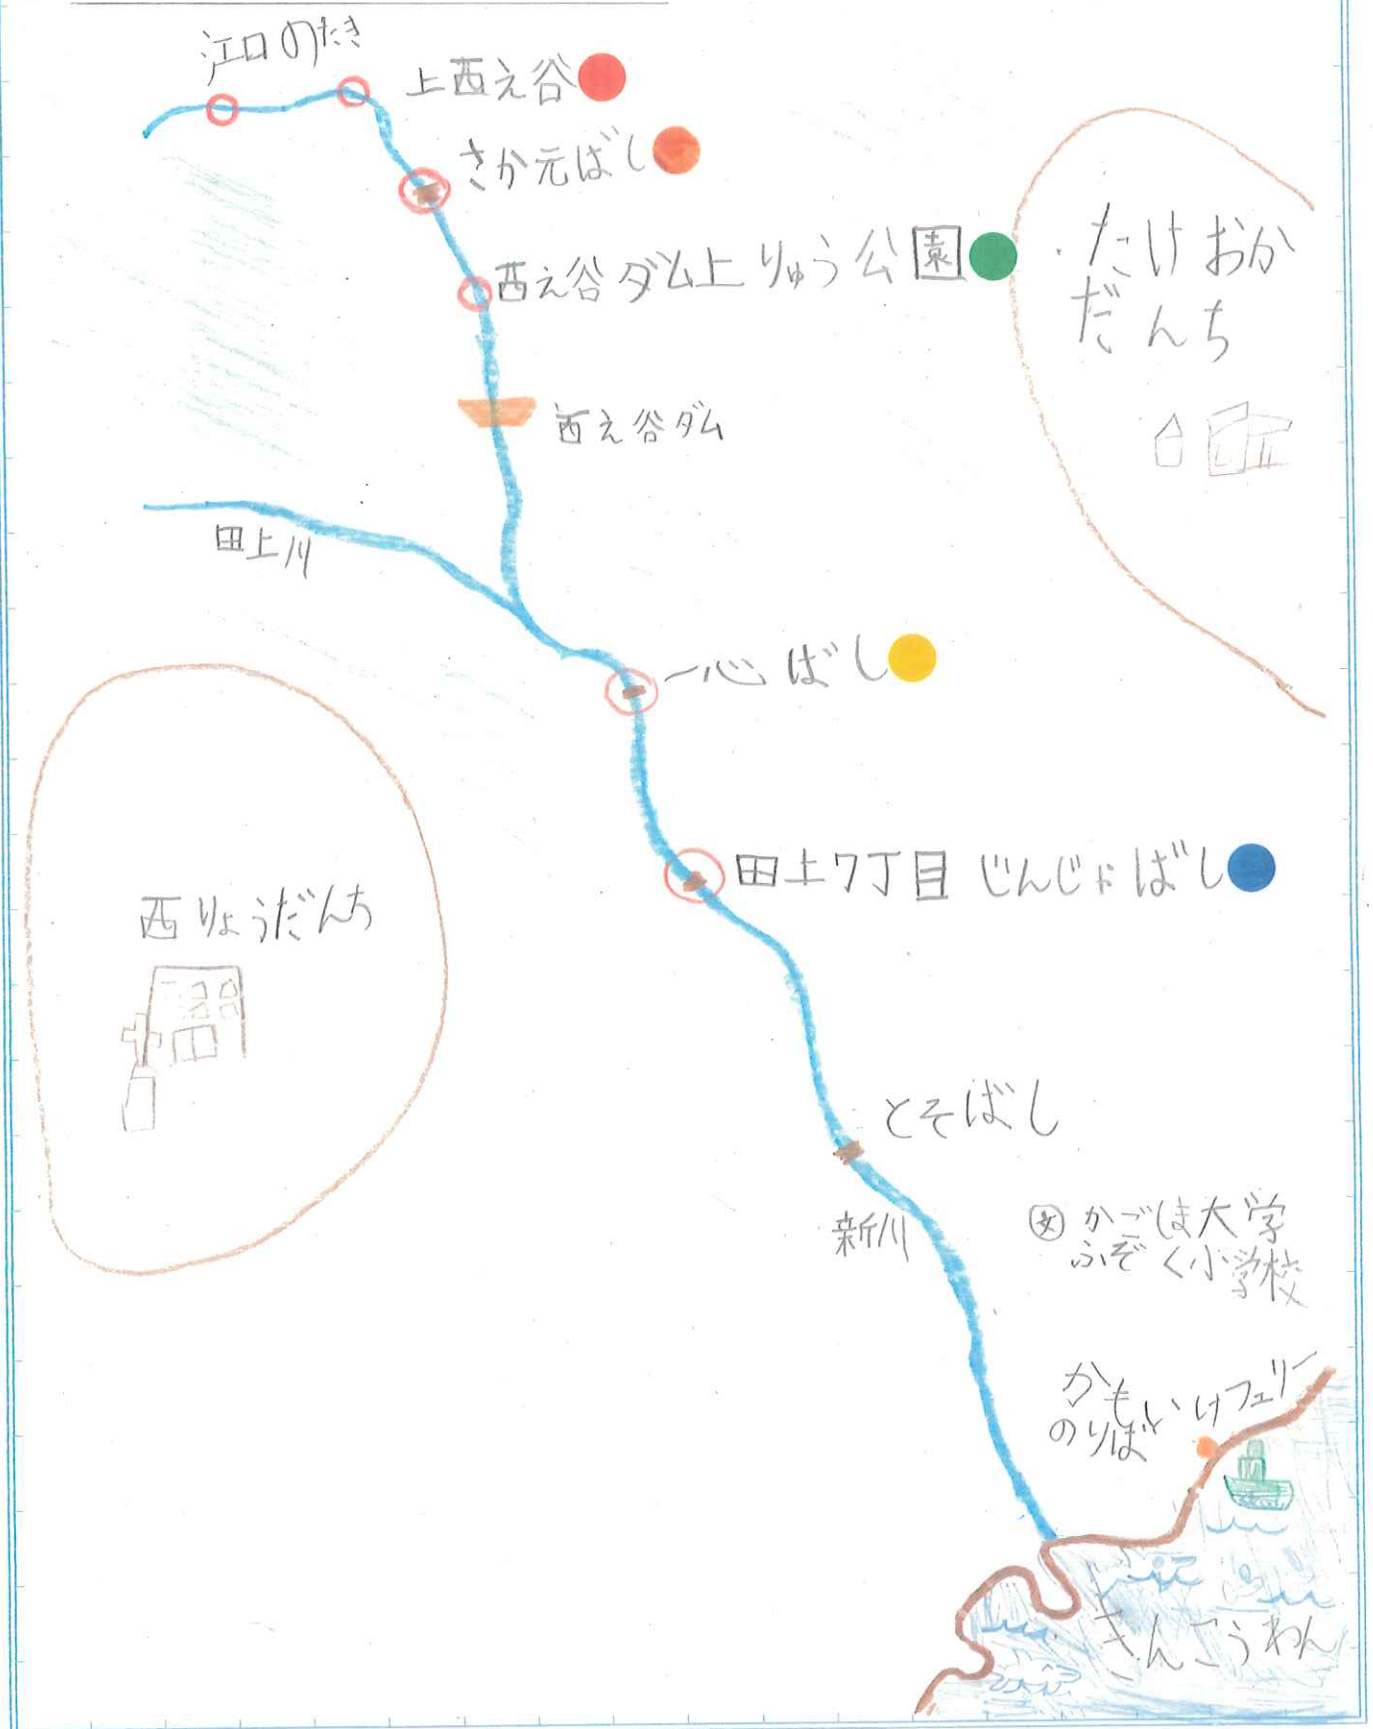 江口のたき
上西之谷
さか元ばし
西之谷ダム上りゅう公園
たけおか
だんち
西之谷ダム
田上川
一心ばし
田上7丁目じんじゃばし
西りょうだんち
とそばし
新川
文 かごしま大学
ふぞく小学校
かもいけフェリー
のりば
きんこうわん